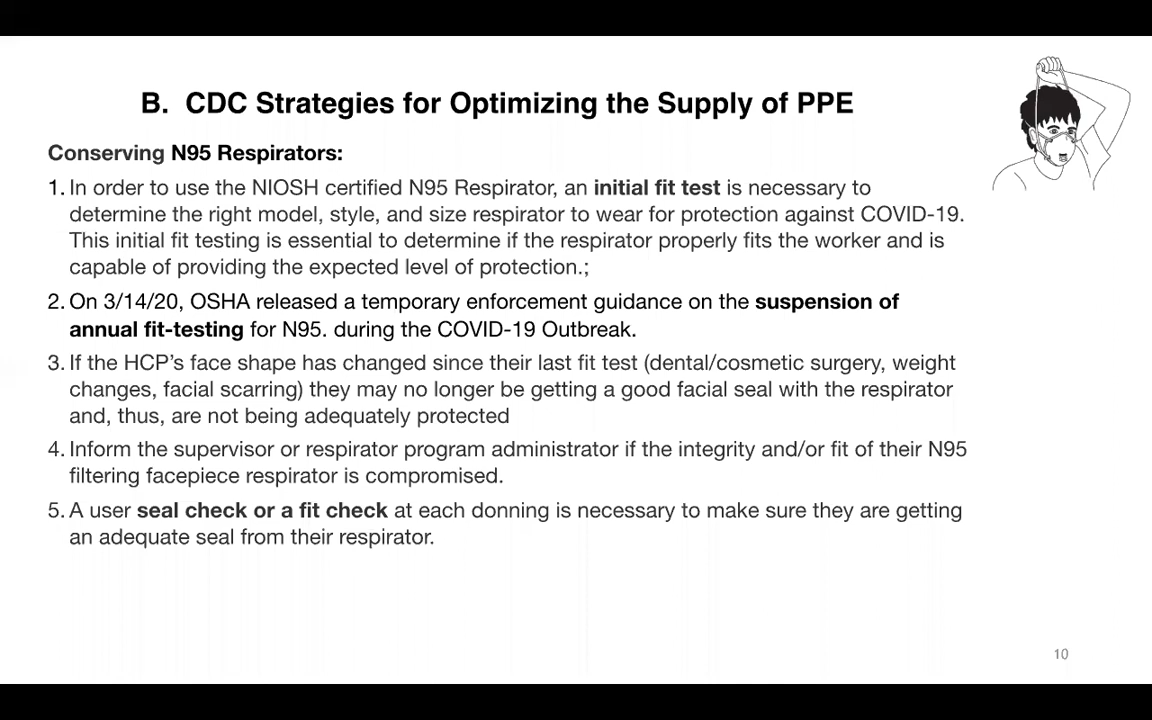 B. CDC Strategies for Optimizing the Supply of PPE
Conserving N95 Respirators:
1. In order to use the NIOSH certified N95 Respirator, an initial fit test is necessary to
determine the right model, style, and size respirator to wear for protection against COVID-19.
This initial fit testing is essential to determine if the respirator properly fits the worker and is
capable of providing the expected level of protection.;
2. On 3/14/20, OSHA released a temporary enforcement guidance on the suspension of
annual fit-testing for N95. during the COVID-19 Outbreak.
3. If the HCP's face shape has changed since their last fit test (dental/cosmetic surgery, weight
changes, facial scarring) they may no longer be getting a good facial seal with the respirator
and, thus, are not being adequately protected
4. Inform the supervisor or respirator program administrator if the integrity and/or fit of their N95
filtering facepiece respirator is compromised.
5. A user seal check or a fit check at each donning is necessary to make sure they are getting
an adequate seal from their respirator.
10